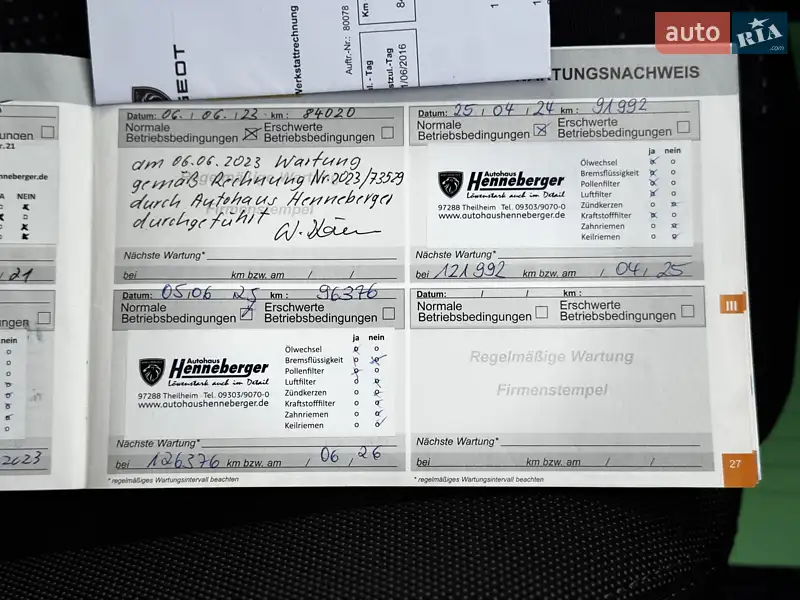 auto RIA.com
Werkstattrechnung
Auftr.-Nr.: 80078
Km
/06/2016
WARTUNGSNACHWEIS
Datum: 06. / 06. / 23 km: 84020
Normale Betriebsbedingungen
Erschwerte Betriebsbedingungen
am 06.06.2023 Wartung
gemäß Rechnung Nr. 2023/73529
durch Autohaus Henneberger
durchgeführt
Regelmäßige Wartung
Firmenstempel
Nächste Wartung*
bei km bzw. am / /
Datum: 25 / 04 / 24 km: 91992
Normale Betriebsbedingungen
Erschwerte Betriebsbedingungen
Autohaus
Henneberger
Löwenstark auch im Detail
97288 Theilheim Tel. 09303/9070-0
www.autohaushenneberger.de
ja nein
Ölwechsel
Bremsflüssigkeit
Pollenfilter
Luftfilter
Zündkerzen
Kraftstofffilter
Zahnriemen
Keilriemen
Nächste Wartung*
bei 121992 km bzw. am / 04 / 25
Datum: 05 / 06 25 km: 96376
Normale Betriebsbedingungen
Erschwerte Betriebsbedingungen
Autohaus
Henneberger
Löwenstark auch im Detail
97288 Theilheim Tel. 09303/9070-0
www.autohaushenneberger.de
ja nein
Ölwechsel
Bremsflüssigkeit
Pollenfilter
Luftfilter
Zündkerzen
Kraftstofffilter
Zahnriemen
Keilriemen
Nächste Wartung*
bei 126376 km bzw. am / 06 / 26
* regelmäßiges Wartungsintervall beachten
Datum: / / km:
Normale Betriebsbedingungen
Erschwerte Betriebsbedingungen
Regelmäßige Wartung
Firmenstempel
Nächste Wartung*
bei km bzw. am / /
* regelmäßiges Wartungsintervall beachten
III
27
NEIN
nein
2023